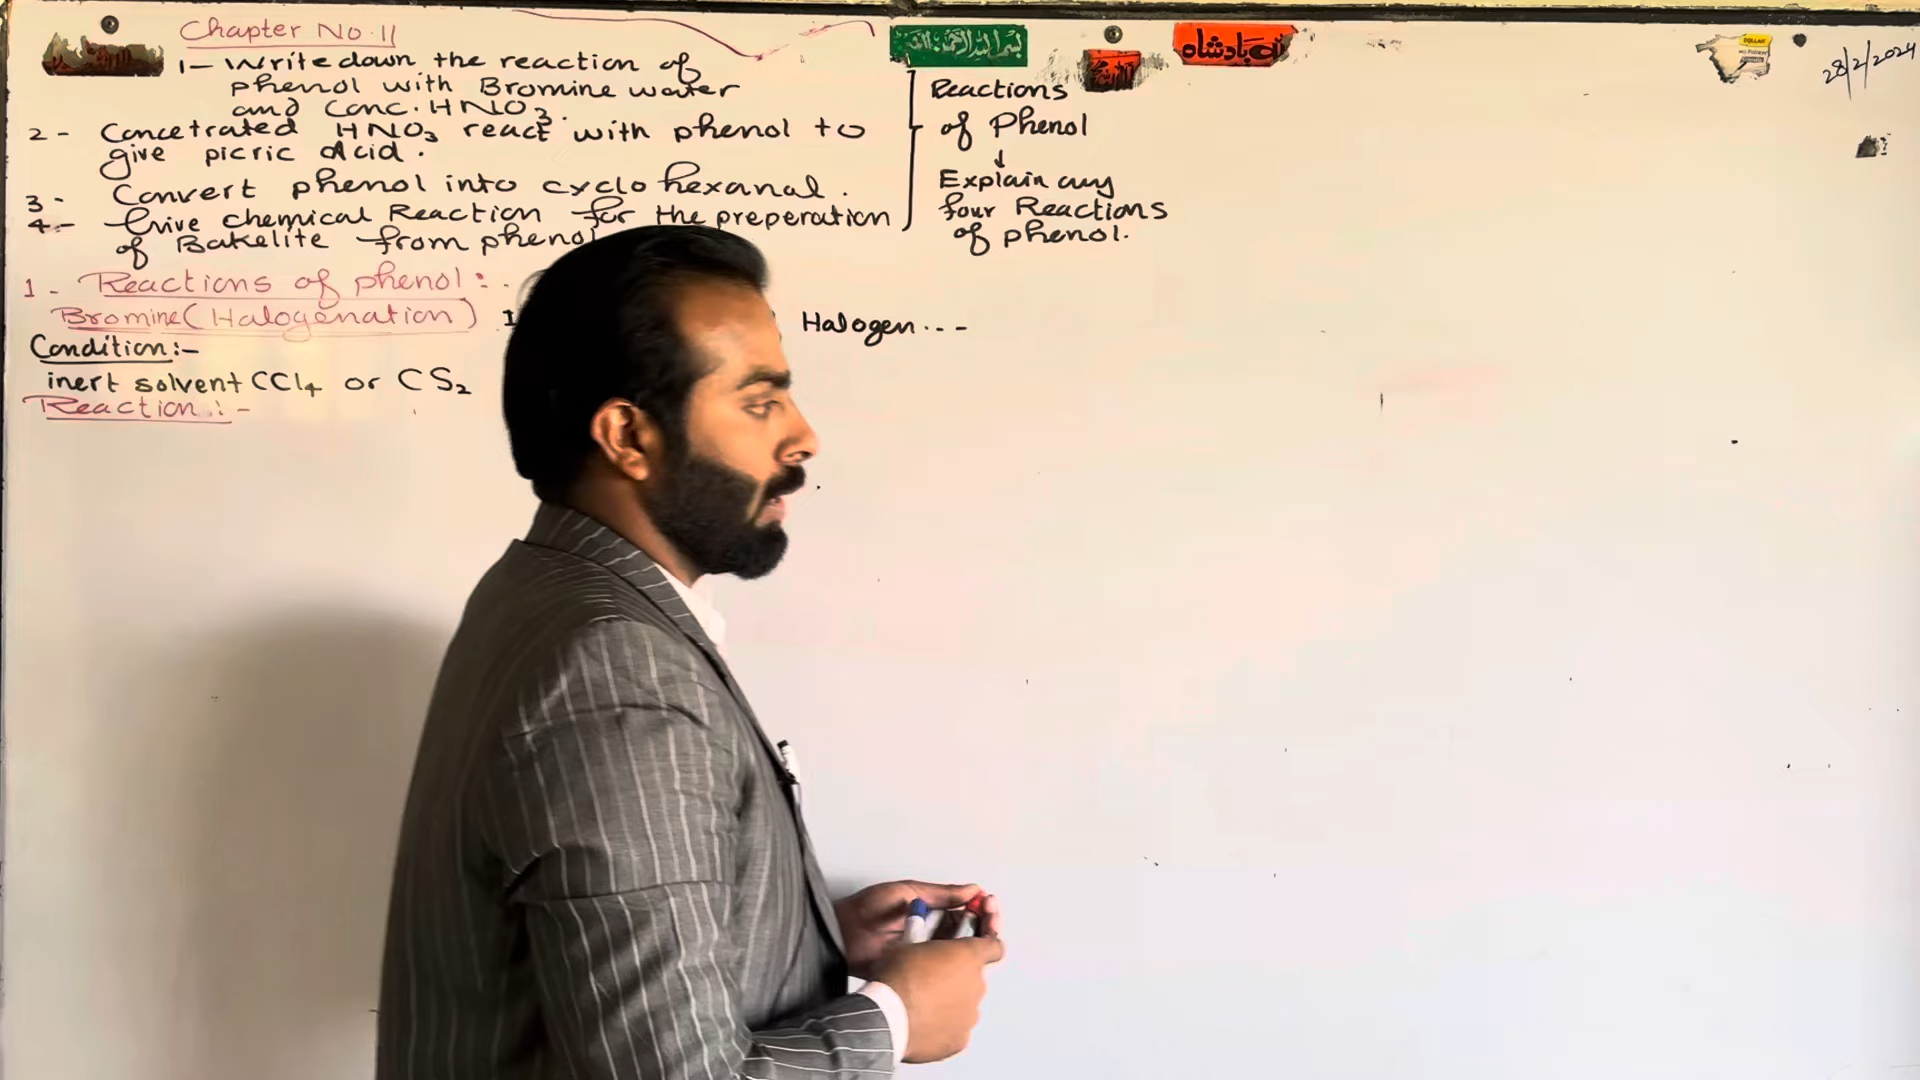 Chapter No. 11
1- Write down the reaction of
phenol with Bromine water
and Conc. HNO3.
2- Concetrated HNO3 react with phenol to
give picric Acid.
3- Convert phenol into cyclohexanal.
4- Give chemical Reaction for the preperation
of Bakelite from phenol
Reactions
of Phenol
↓
Explain any
four Reactions
of phenol.
1- Reactions of phenol:-
Bromine (Halogenation)
Halogen...-
Condition:-
inert solvent CCl4 or CS2
Reaction:-
بادشاہ
28/2/2024
DOLLAR